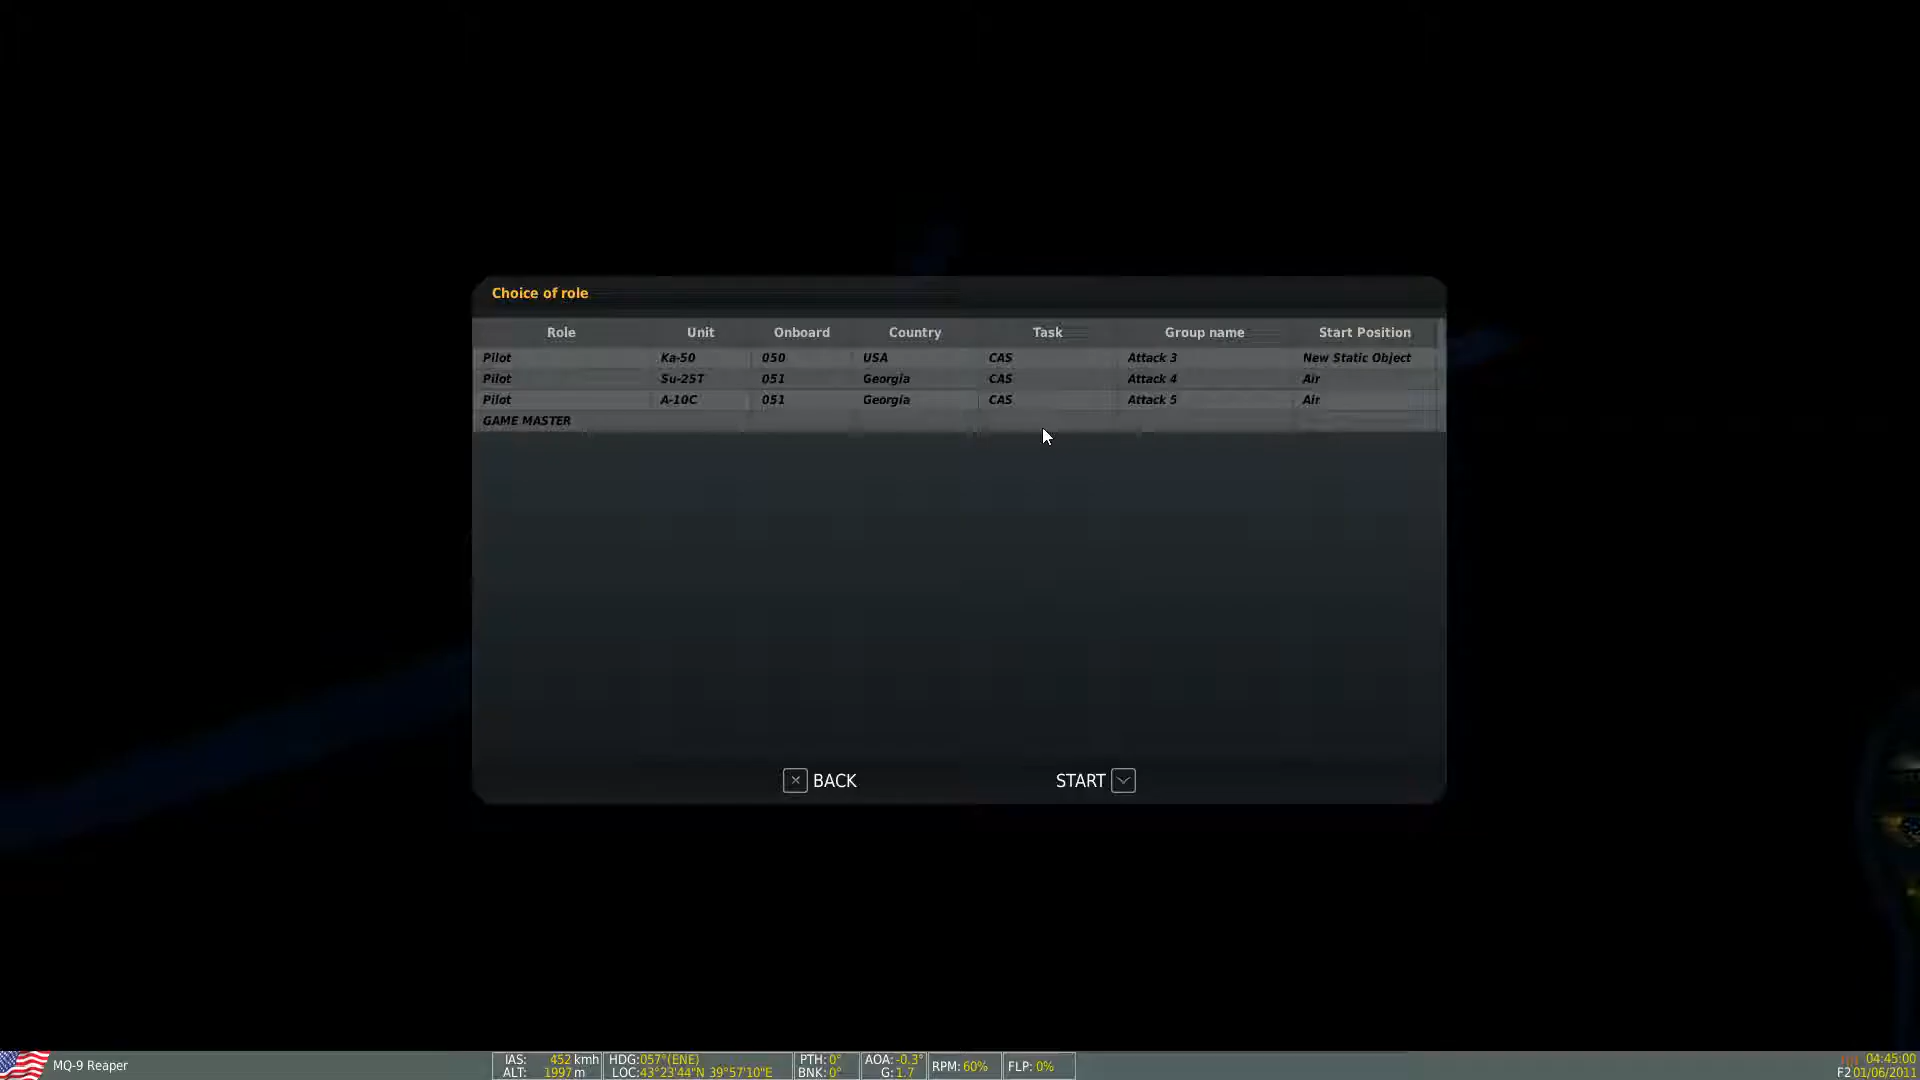 Choice of role
Role Unit Onboard Country Task Group name Start Position
Pilot Ka-50 050 USA CAS Attack 3 New Static Object
Pilot Su-25T 051 Georgia CAS Attack 4 Air
Pilot A-10C 051 Georgia CAS Attack 5 Air
GAME MASTER
BACK START
MQ-9 Reaper
IAS: 452 kmh HDG:057°(ENE) PTH: 0° AOA: -0.3° RPM: 60% FLP: 0% 04:45:00
ALT: 1997 m LOC:43°23'44"N 39°57'10"E BNK: 0° G: 1.7 F2 01/06/2011